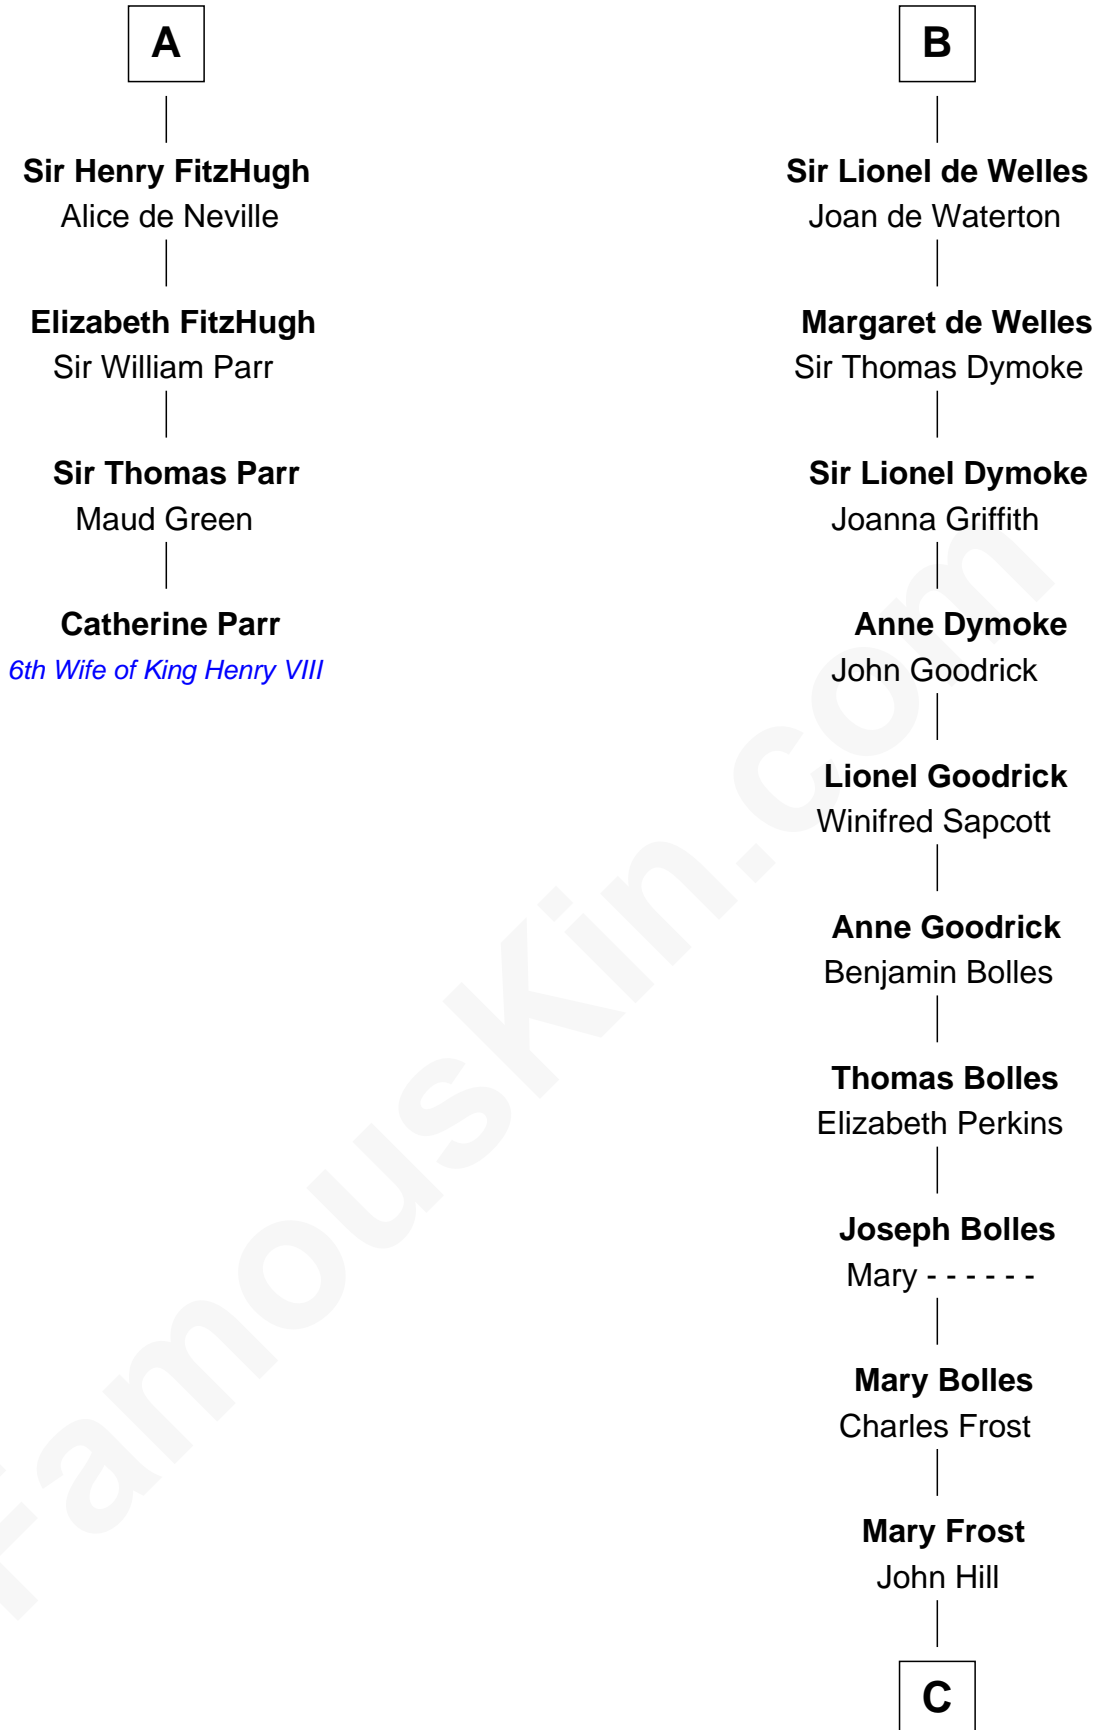 A
Sir Henry FitzHugh
Alice de Neville
Elizabeth FitzHugh
Sir William Parr
Sir Thomas Parr
Maud Green
Catherine Parr
6th Wife of King Henry VIII
B
Sir Lionel de Welles
Joan de Waterton
Margaret de Welles
Sir Thomas Dymoke
Sir Lionel Dymoke
Joanna Griffith
Anne Dymoke
John Goodrick
Lionel Goodrick
Winifred Sapcott
Anne Goodrick
Benjamin Bolles
Thomas Bolles
Elizabeth Perkins
Joseph Bolles
Mary - - - - - -
Mary Bolles
Charles Frost
Mary Frost
John Hill
C
FamousKin.com